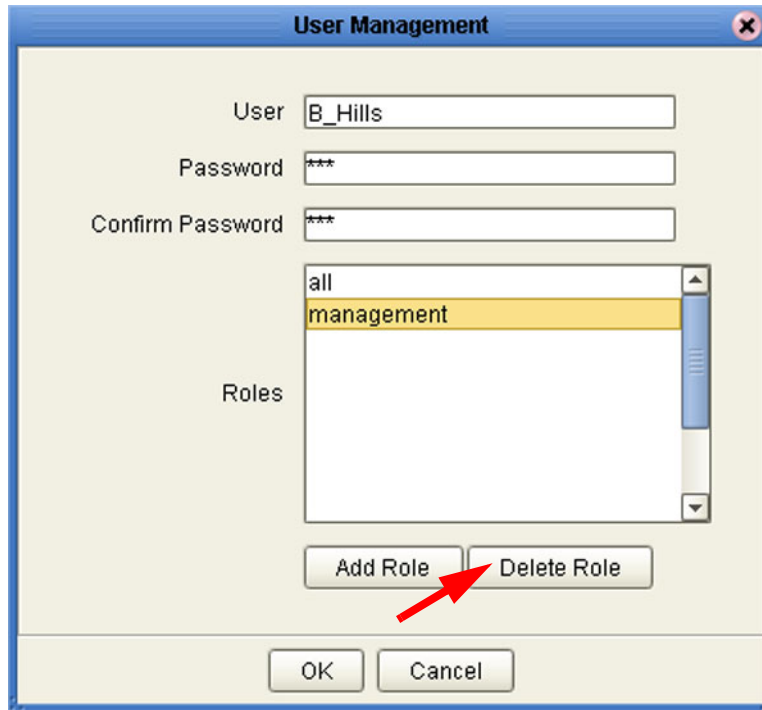 User Management
User B_Hills
Password ***
Confirm Password ***
all
management
Roles
Add Role Delete Role
OK Cancel